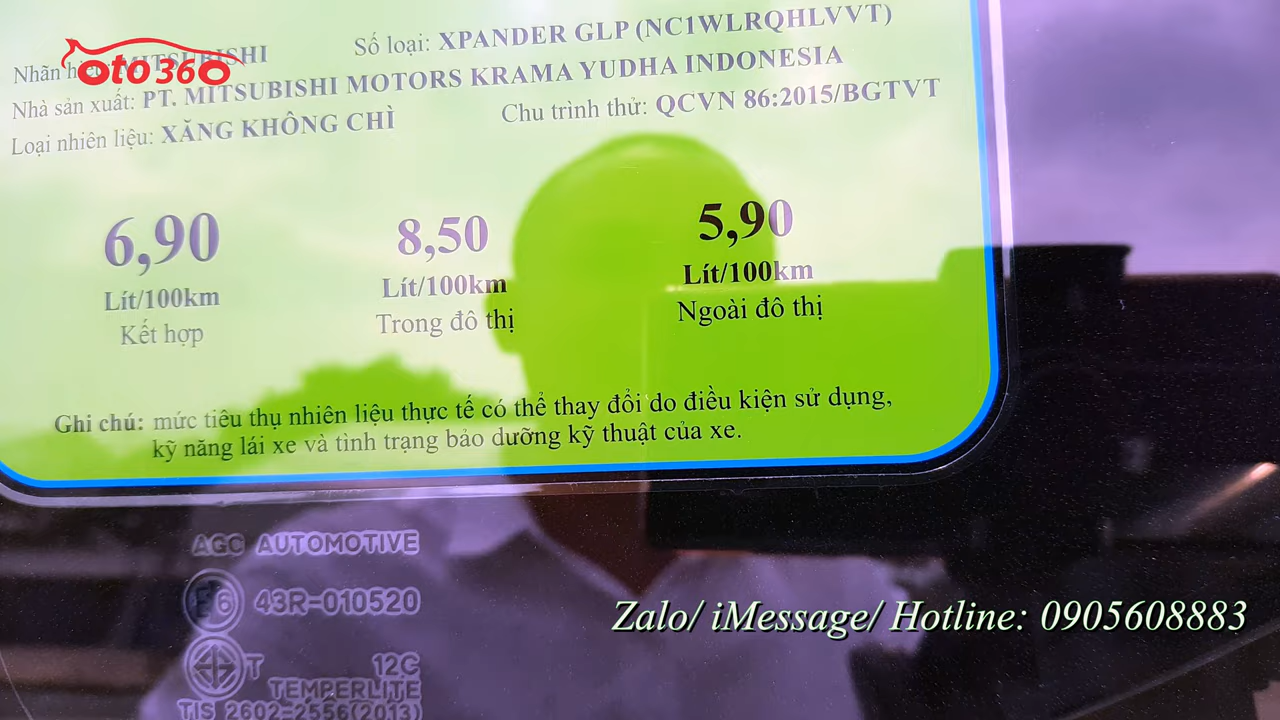 Oto360
Nhãn hiệu: MITSUBISHI
Số loại: XPANDER GLP (NC1WLRQHLVVT)
Nhà sản xuất: PT. MITSUBISHI MOTORS KRAMA YUDHA INDONESIA
Loại nhiên liệu: XĂNG KHÔNG CHÌ
Chu trình thử: QCVN 86:2015/BGTVT
6,90
Lít/100km
Kết hợp
8,50
Lít/100km
Trong đô thị
5,90
Lít/100km
Ngoài đô thị
Ghi chú: mức tiêu thụ nhiên liệu thực tế có thể thay đổi do điều kiện sử dụng,
kỹ năng lái xe và tình trạng bảo dưỡng kỹ thuật của xe.
AGC AUTOMOTIVE
E6 43R-010520
T 12C
TEMPERLITE
TIS 2602-2556(2013)
Zalo/ iMessage/ Hotline: 0905608883